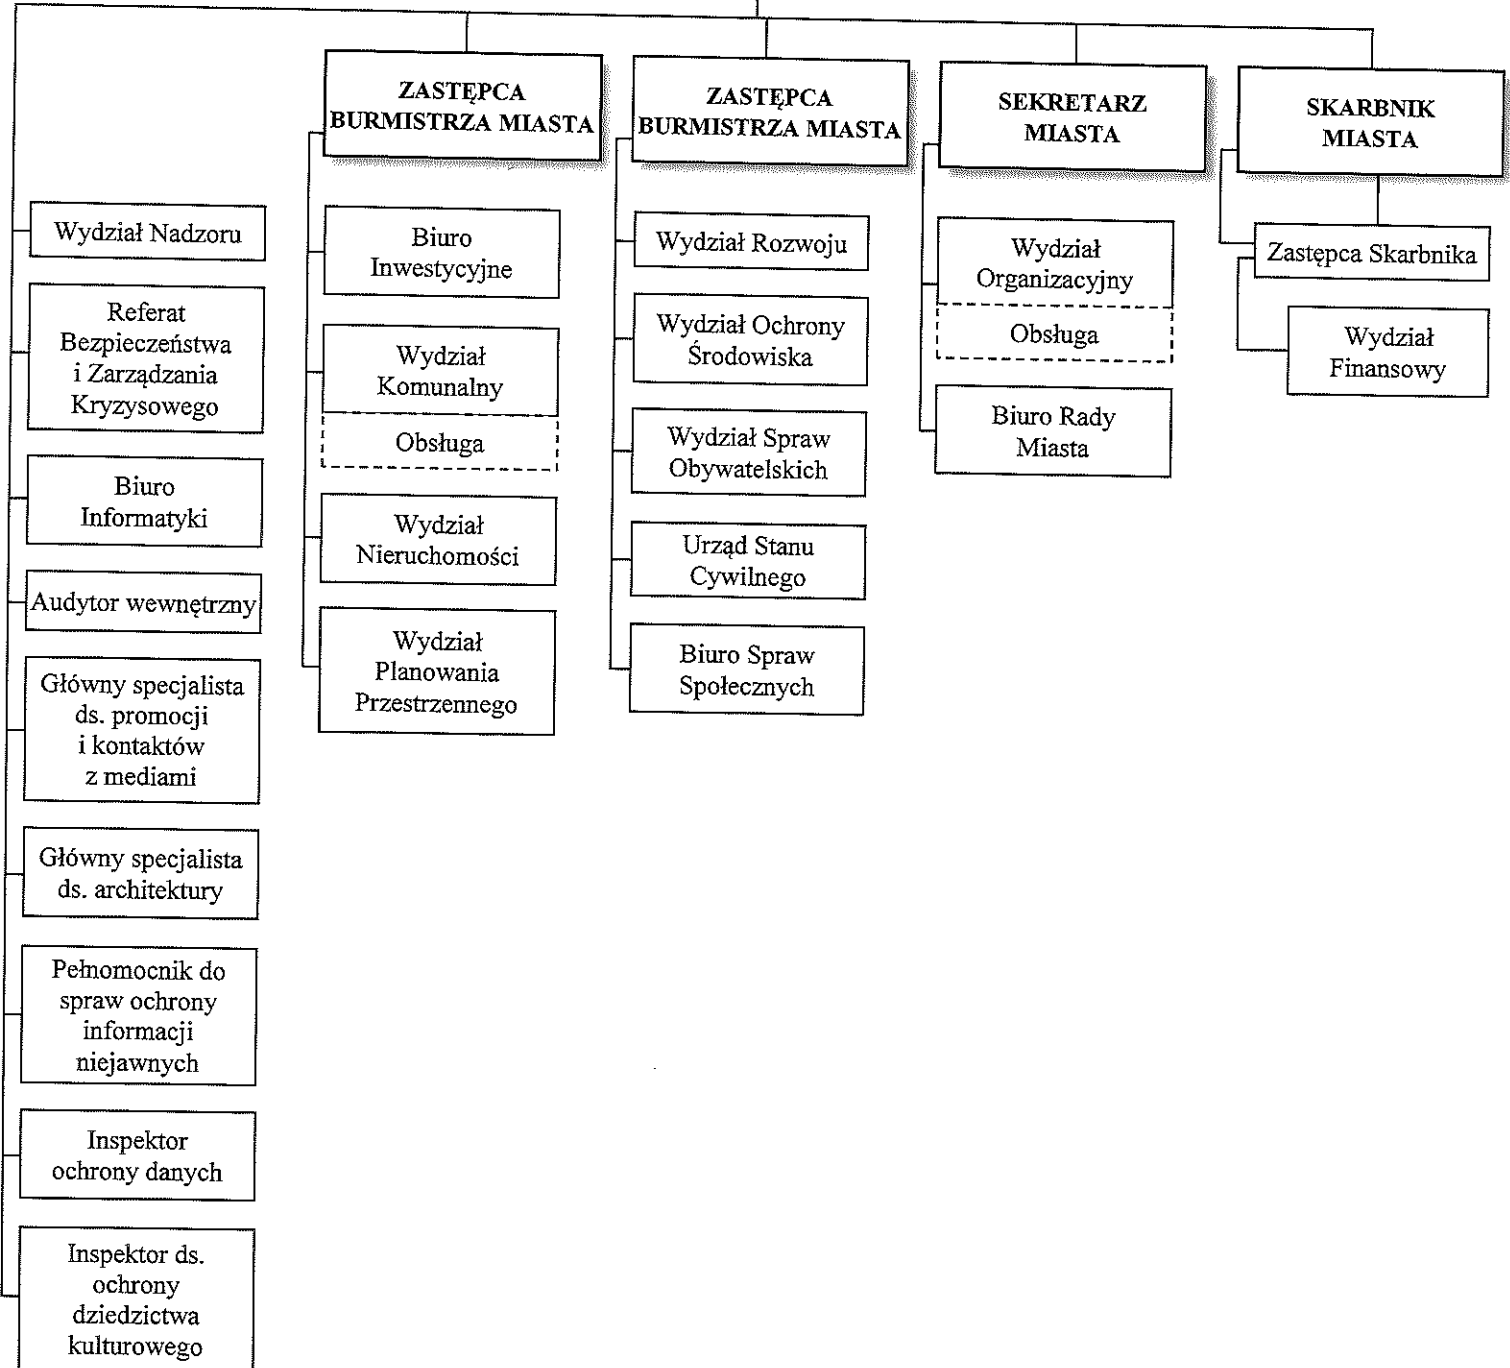 ZASTĘPCA
BURMISTRZA MIASTA
ZASTĘPCA
BURMISTRZA MIASTA
SEKRETARZ
MIASTA
SKARBNIK
MIASTA
Wydział Nadzoru
Referat
Bezpieczeństwa
i Zarządzania
Kryzysowego
Biuro
Informatyki
Audytor wewnętrzny
Główny specjalista
ds. promocji
i kontaktów
z mediami
Główny specjalista
ds. architektury
Pełnomocnik do
spraw ochrony
informacji
niejawnych
Inspektor
ochrony danych
Inspektor ds.
ochrony
dziedzictwa
kulturowego
Biuro
Inwestycyjne
Wydział
Komunalny
Obsługa
Wydział
Nieruchomości
Wydział
Planowania
Przestrzennego
Wydział Rozwoju
Wydział Ochrony
Środowiska
Wydział Spraw
Obywatelskich
Urząd Stanu
Cywilnego
Biuro Spraw
Społecznych
Wydział
Organizacyjny
Obsługa
Biuro Rady
Miasta
Zastępca Skarbnika
Wydział
Finansowy